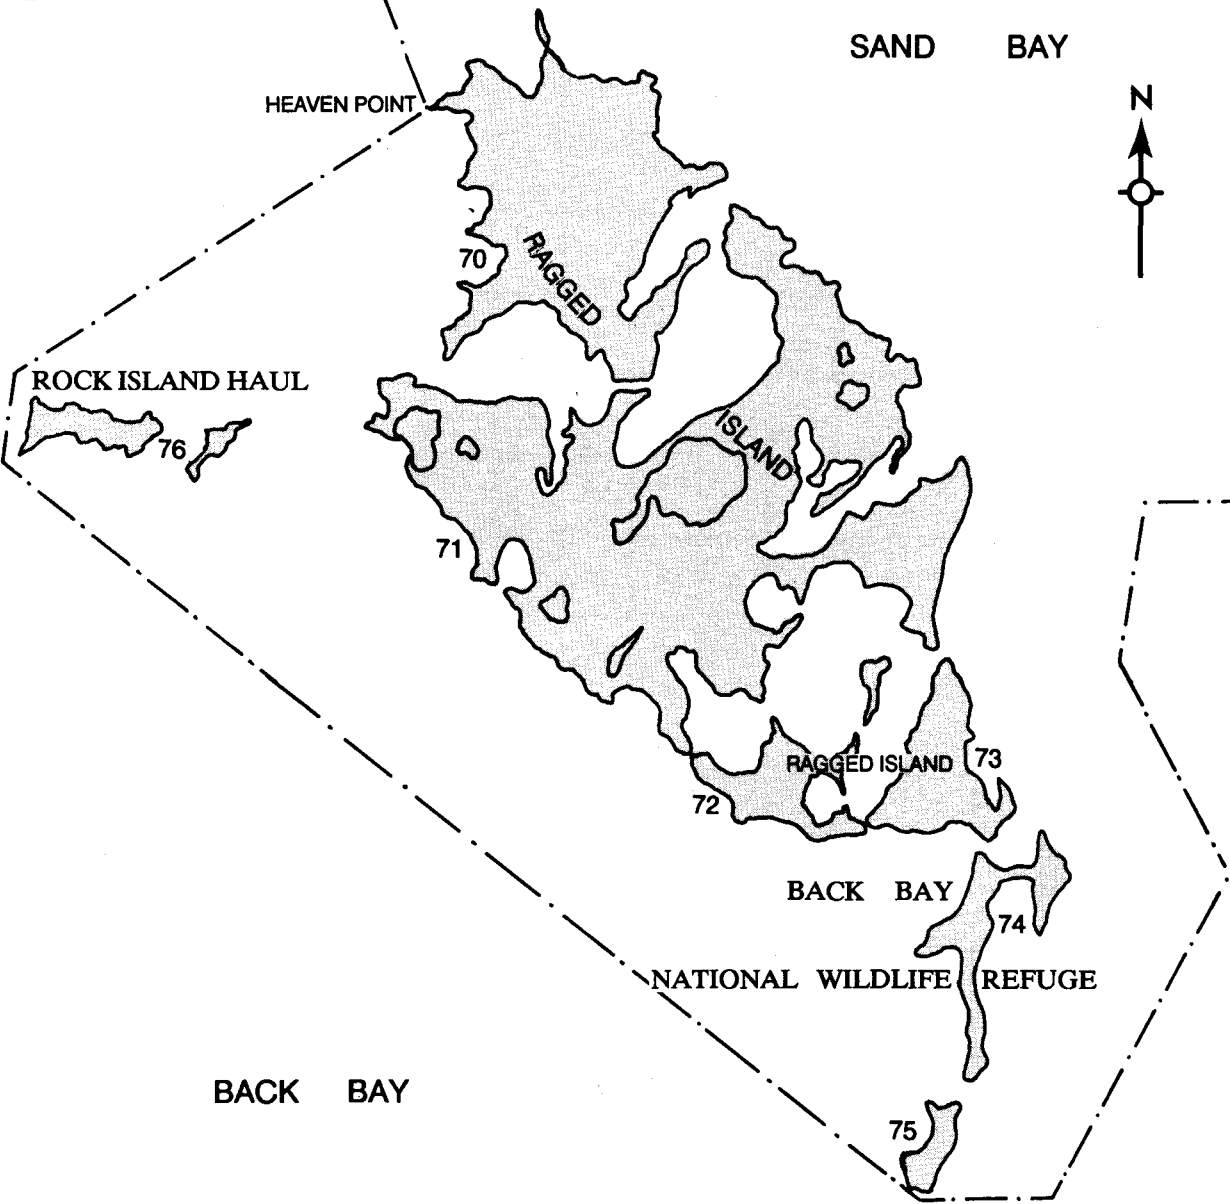 SAND BAY
N
HEAVEN POINT
70
RAGGED
ROCK ISLAND HAUL
76
ISLAND
71
RAGGED ISLAND
73
72
BACK BAY
74
NATIONAL WILDLIFE REFUGE
BACK BAY
75